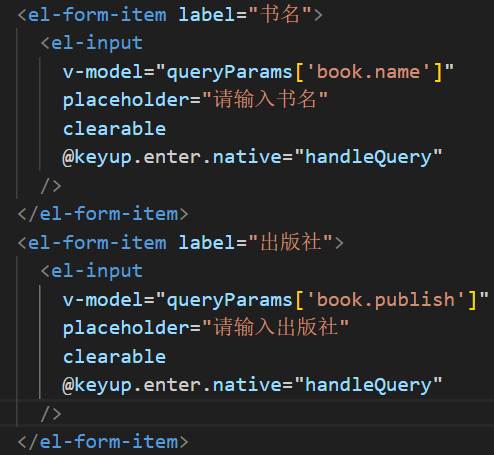 <el-form-item label="书名">
  <el-input
    v-model="queryParams['book.name']"
    placeholder="请输入书名"
    clearable
    @keyup.enter.native="handleQuery"
  />
</el-form-item>
<el-form-item label="出版社">
  <el-input
    v-model="queryParams['book.publish']"
    placeholder="请输入出版社"
    clearable
    @keyup.enter.native="handleQuery"
  />
</el-form-item>